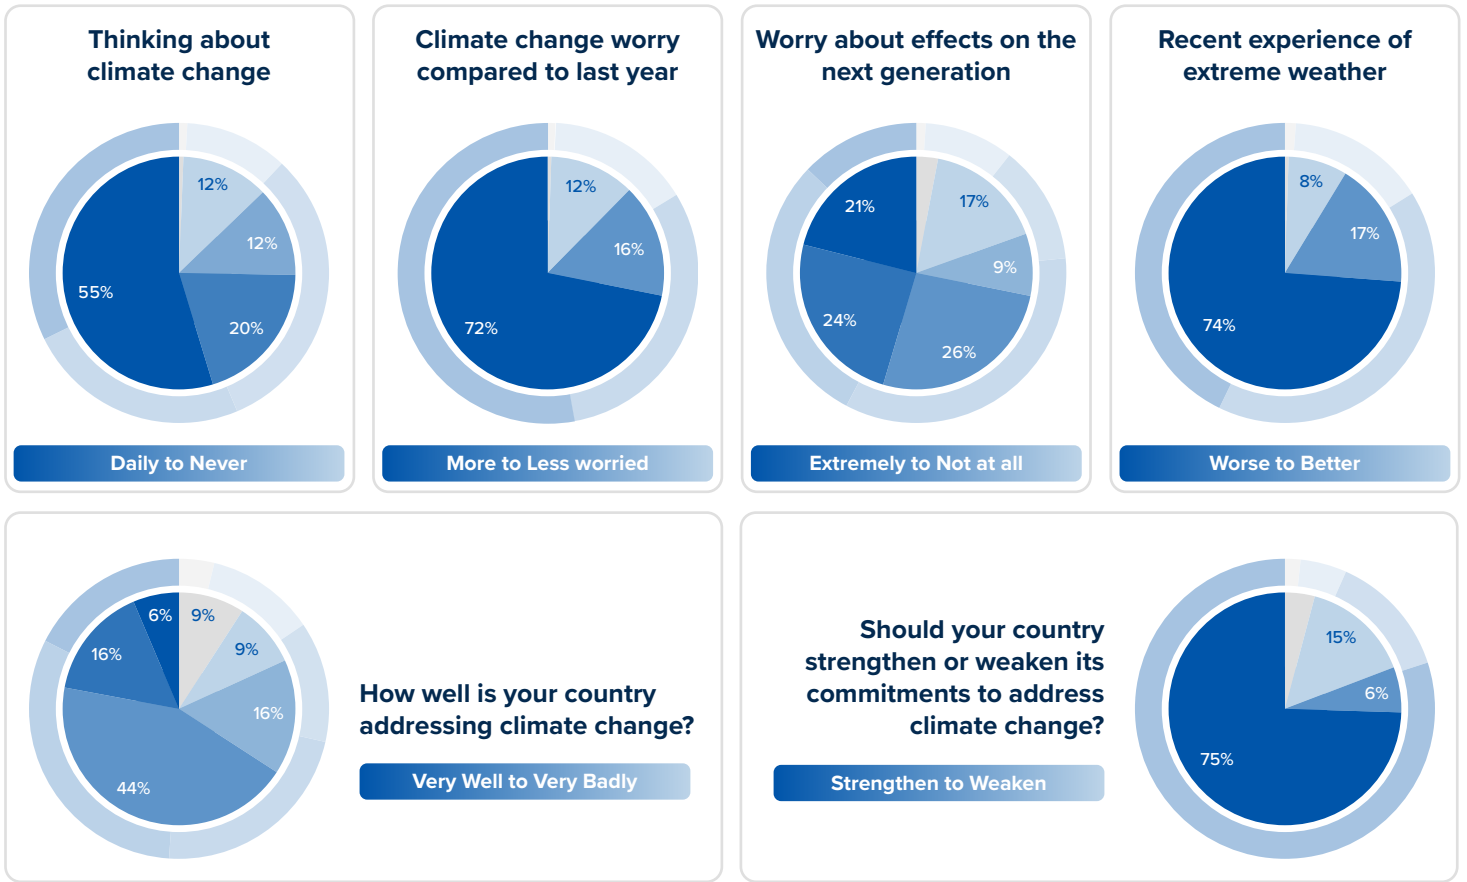 Thinking about
climate change
12%
12%
20%
55%
Daily to Never
Climate change worry
compared to last year
12%
16%
72%
More to Less worried
Worry about effects on the
next generation
17%
9%
26%
24%
21%
Extremely to Not at all
Recent experience of
extreme weather
8%
17%
74%
Worse to Better
9%
9%
16%
44%
16%
6%
How well is your country
addressing climate change?
Very Well to Very Badly
Should your country
strengthen or weaken its
commitments to address
climate change?
Strengthen to Weaken
15%
6%
75%